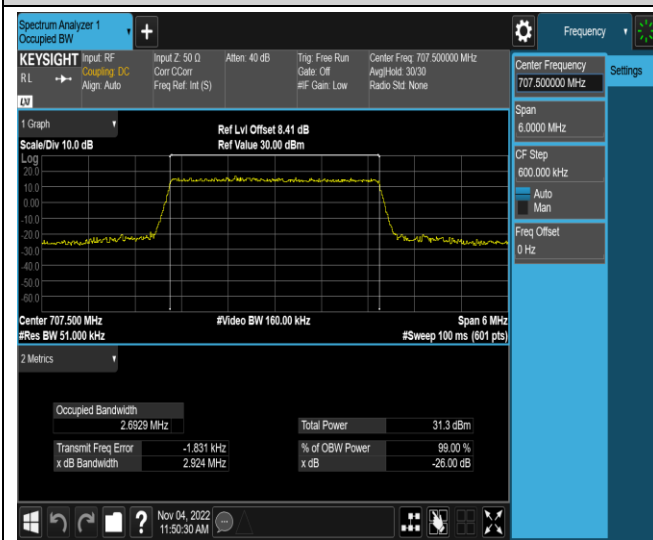 Spectrum Analyzer 1
Occupied BW
+
Frequency
KEYSIGHT
RL
LXI
Input: RF
Coupling: DC
Align: Auto
Input Z: 50 Ω
Corr CCorr
Freq Ref: Int (S)
Atten: 40 dB
Trig: Free Run
Gate: Off
#IF Gain: Low
Center Freq: 707.500000 MHz
Avg|Hold: 30/30
Radio Std: None
Center Frequency
707.500000 MHz
Settings
Span
6.0000 MHz
CF Step
600.000 kHz
Auto
Man
Freq Offset
0 Hz
1 Graph
Scale/Div 10.0 dB
Ref Lvl Offset 8.41 dB
Ref Value 30.00 dBm
Log
20.0
10.0
0.00
-10.0
-20.0
-30.0
-50.0
-60.0
Center 707.500 MHz
#Video BW 160.00 kHz
Span 6 MHz
#Res BW 51.000 kHz
#Sweep 100 ms (601 pts)
2 Metrics
Occupied Bandwidth
2.6929 MHz
Total Power 31.3 dBm
Transmit Freq Error -1.831 kHz
% of OBW Power 99.00 %
x dB Bandwidth 2.924 MHz
x dB -26.00 dB
?
Nov 04, 2022
11:50:30 AM